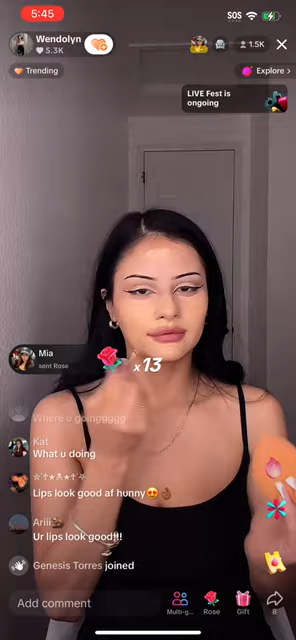 5:45
SOS
Wendolyn
5.3K
1.5K
Trending
Explore >
LIVE Fest is
ongoing
Mia
sent Rose
x13
Where u goinggggg
Kat
What u doing
Lips look good af hunny😍👌🏾
Ariii
Ur lips look good!!!
Genesis Torres joined
Add comment
Multi-g...
Rose
Gift
8